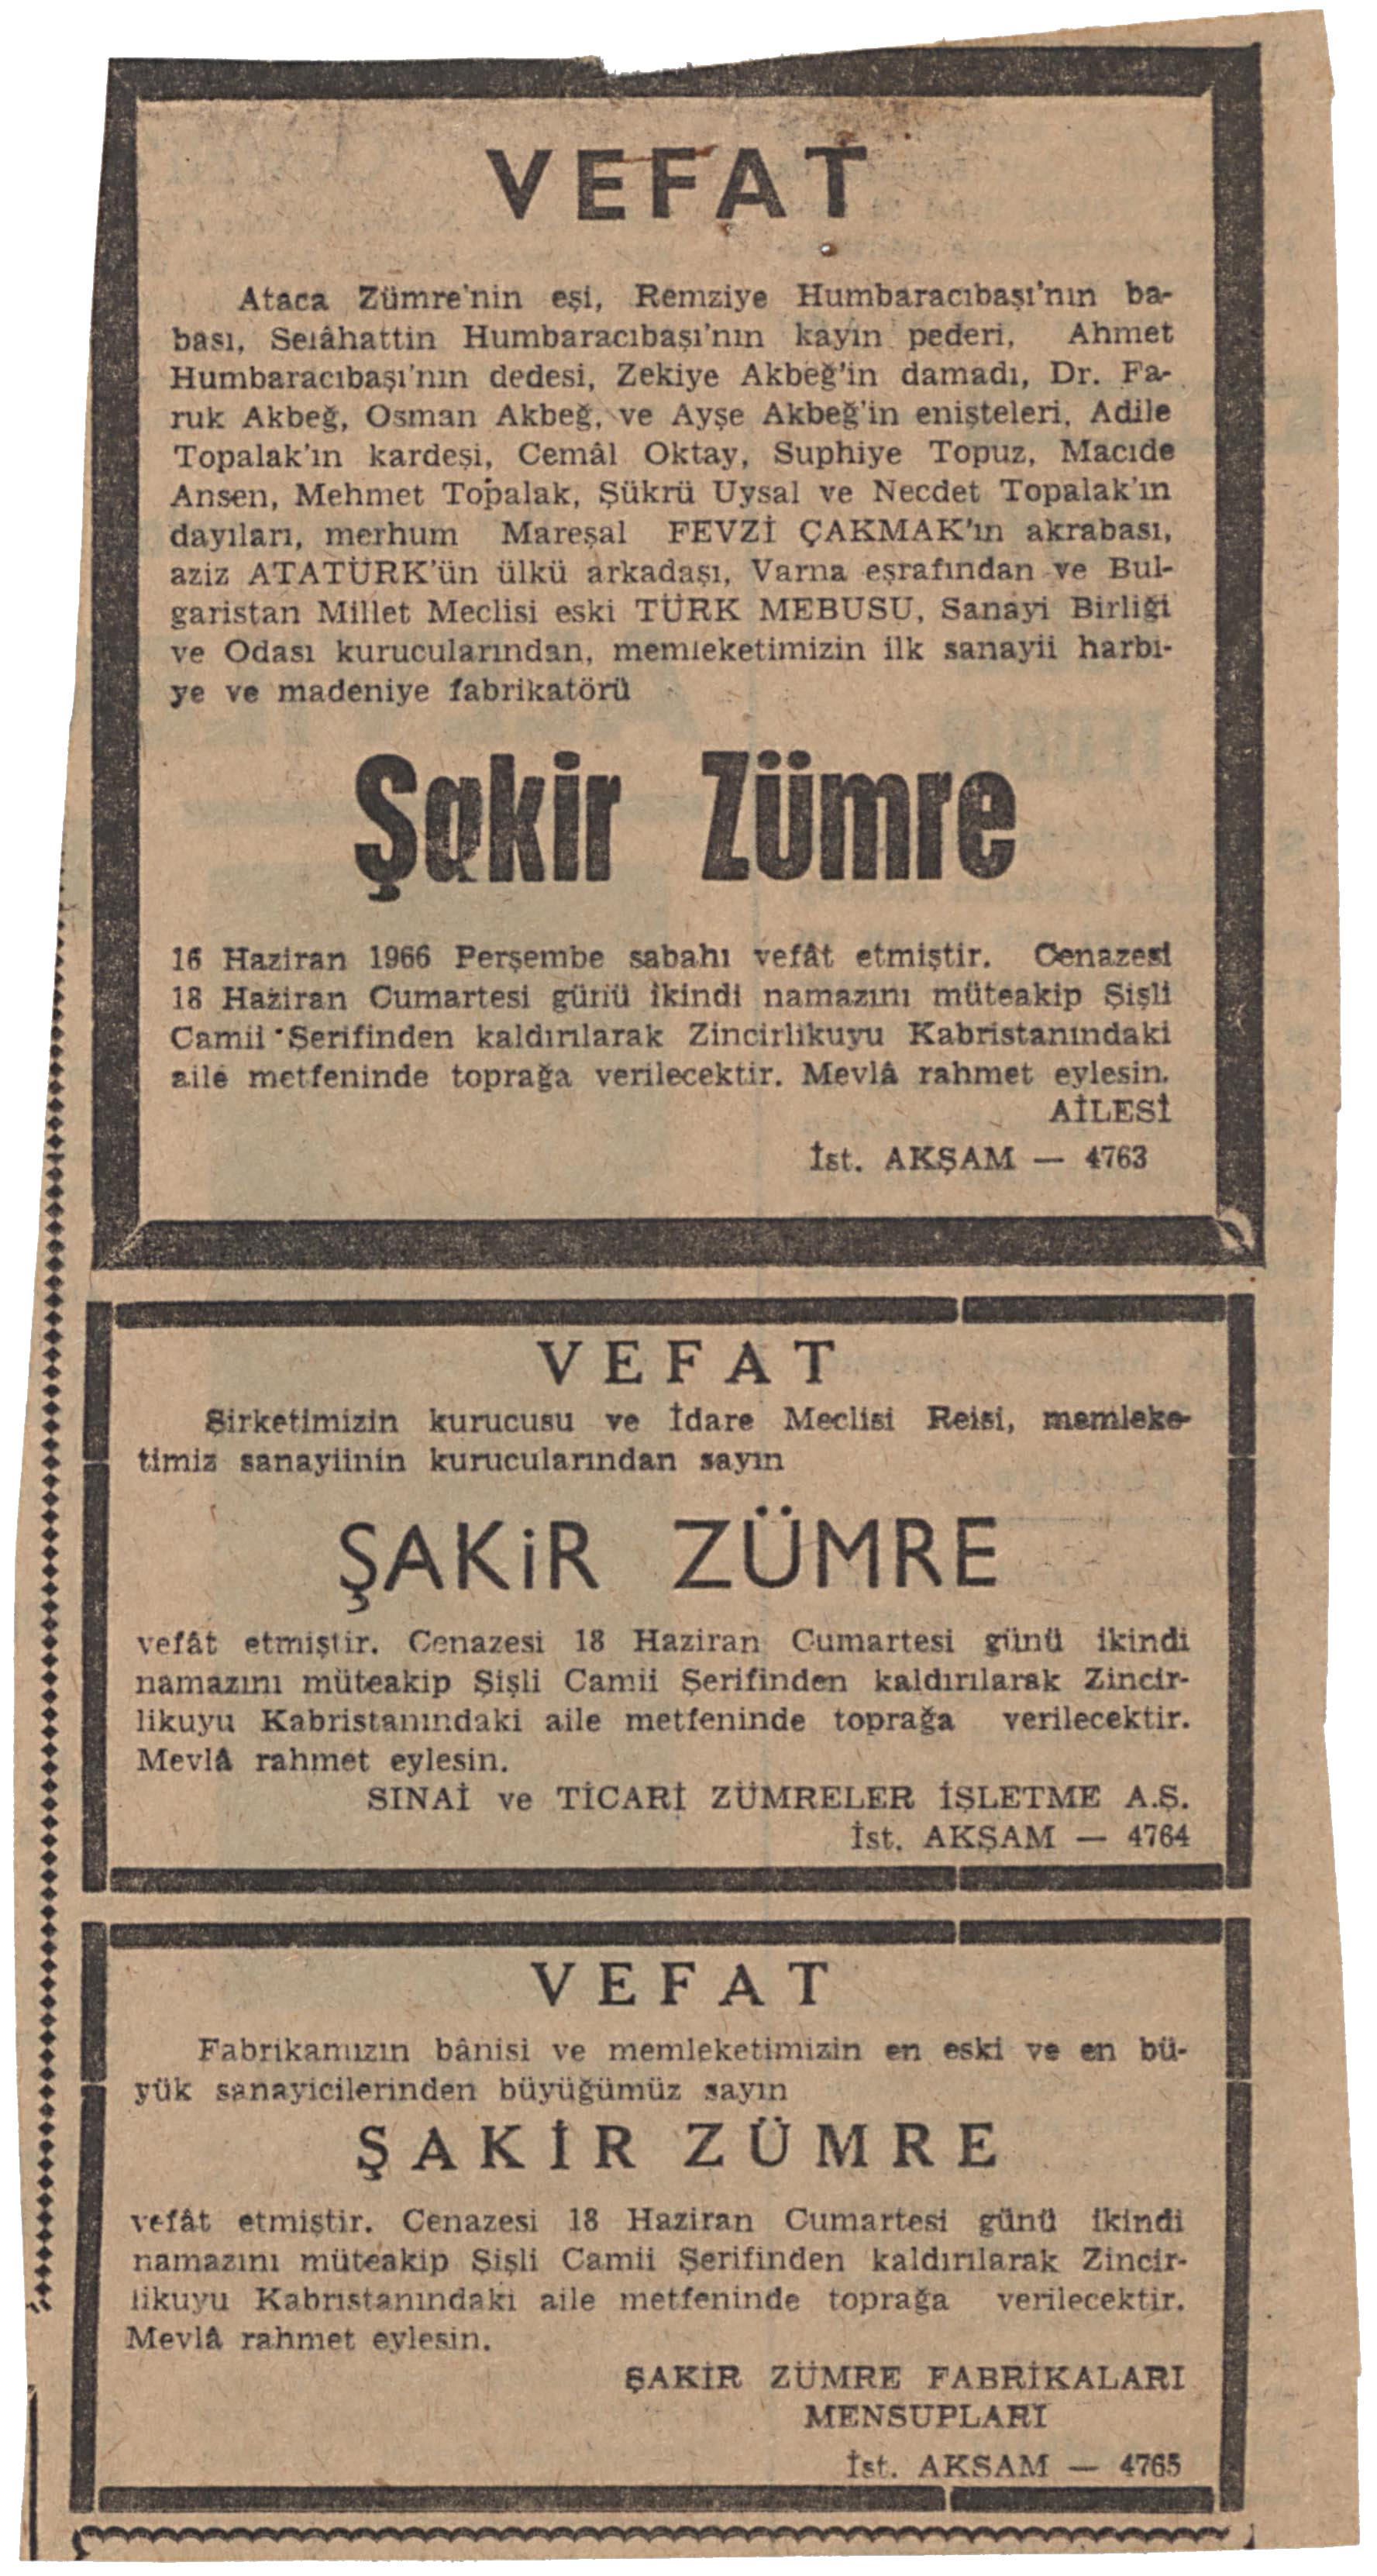 VEFAT
Ataca Zümre'nin eşi, Remziye Humbaracıbaşı'nın ba-
bası, Selâhattin Humbaracıbaşı'nın kayın pederi, Ahmet
Humbaracıbaşı'nın dedesi, Zekiye Akbeğ'in damadı, Dr. Fa-
ruk Akbeğ, Osman Akbeğ, ve Ayşe Akbeğ'in enişteleri, Adile
Topalak'ın kardeşi, Cemâl Oktay, Suphiye Topuz, Macıde
Ansen, Mehmet Topalak, Şükrü Uysal ve Necdet Topalak'ın
dayıları, merhum Mareşal FEVZİ ÇAKMAK'ın akrabası,
aziz ATATÜRK'ün ülkü arkadaşı, Varna eşrafından ve Bul-
garistan Millet Meclisi eski TÜRK MEBUSU, Sanayi Birliği
ve Odası kurucularından, memleketimizin ilk sanayii harbi-
ye ve madeniye fabrikatörü
Şakir Zümre
16 Haziran 1966 Perşembe sabahı vefât etmiştir. Cenazesi
18 Haziran Cumartesi günü ikindi namazını müteakip Şişli
Camii Şerifinden kaldırılarak Zincirlikuyu Kabristanındaki
aile metfeninde toprağa verilecektir. Mevlâ rahmet eylesin.
AİLESİ
İst. AKŞAM — 4763
VEFAT
Şirketimizin kurucusu ve İdare Meclisi Reisi, memleke-
timiz sanayiinin kurucularından sayın
ŞAKİR ZÜMRE
vefât etmiştir. Cenazesi 18 Haziran Cumartesi günü ikindi
namazını müteakip Şişli Camii Şerifinden kaldırılarak Zincir-
likuyu Kabristanındaki aile metfeninde toprağa verilecektir.
Mevlâ rahmet eylesin.
SINAİ ve TİCARİ ZÜMRELER İŞLETME A.Ş.
İst. AKŞAM — 4764
VEFAT
Fabrikamızın bânisi ve memleketimizin en eski ve en bü-
yük sanayicilerinden büyüğümüz sayın
ŞAKİR ZÜMRE
vefât etmiştir. Cenazesi 18 Haziran Cumartesi günü ikindi
namazını müteakip Şişli Camii Şerifinden kaldırılarak Zincir-
likuyu Kabristanındaki aile metfeninde toprağa verilecektir.
Mevlâ rahmet eylesin.
ŞAKİR ZÜMRE FABRİKALARI
MENSUPLARI
İst. AKŞAM — 4765